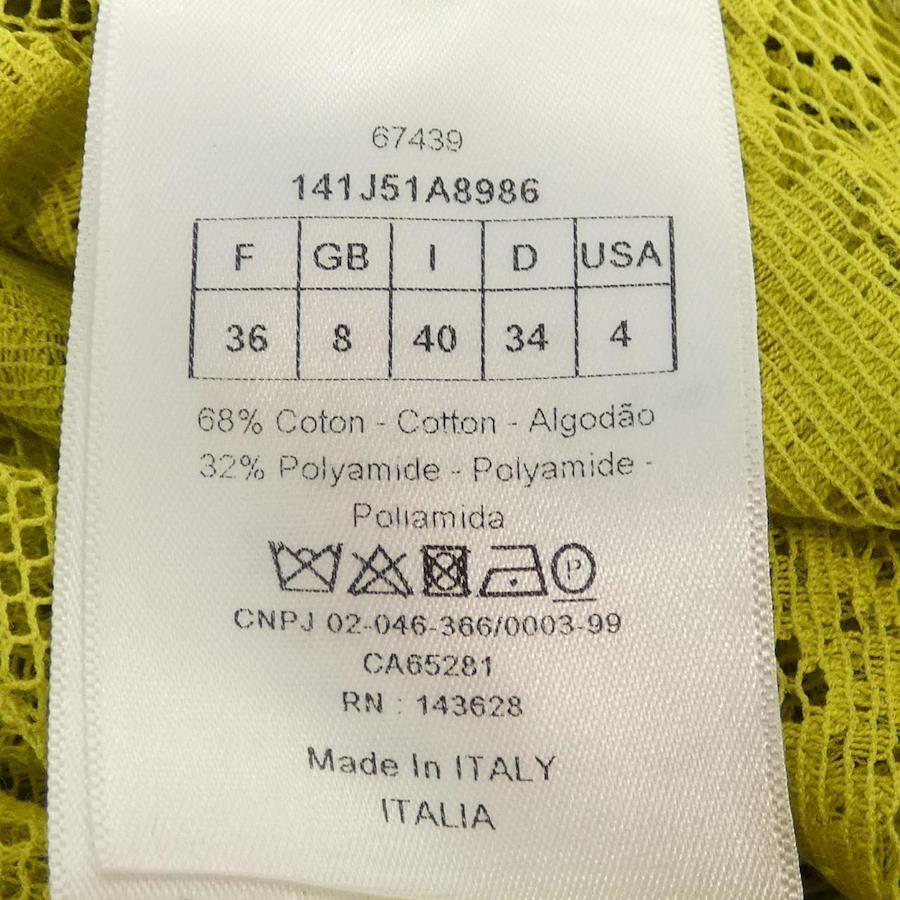 67439
141J51A8986
F GB I D USA
36 8 40 34 4
68% Coton - Cotton - Algodão
32% Polyamide - Polyamide -
Poliamida
P
CNPJ 02-046-366/0003-99
CA65281
RN : 143628
Made In ITALY
ITALIA